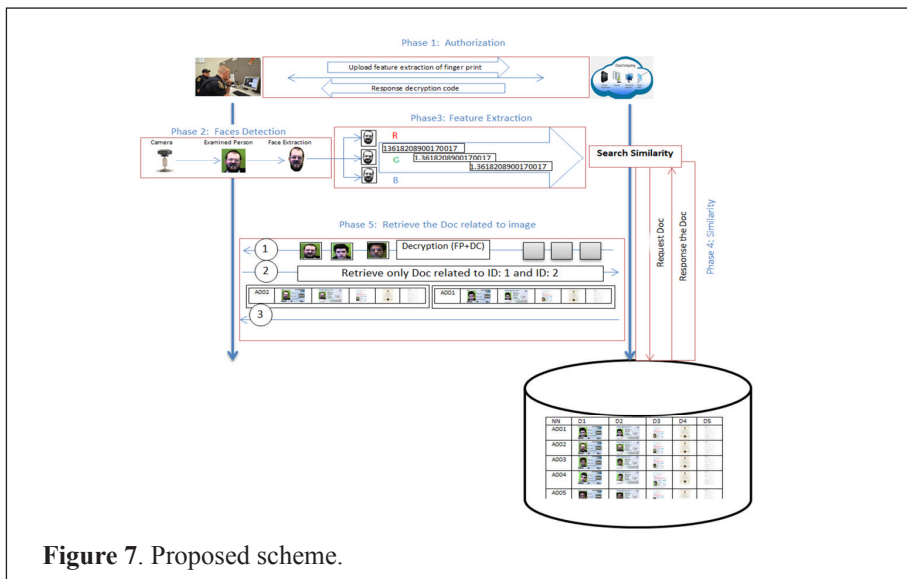 Phase 1: Authorization
Upload feature extraction of finger print
Response decryption code
Cloud Computing
Phase 2: Faces Detection
Camera
Examined Person
Face Extraction
Phase3: Feature Extraction
R
13618208900170017
G
1.3618208900170017
1.3618208900170017
B
Search Similarity
Request Doc
Response the Doc
Phase 4: Similarity
Phase 5: Retrieve the Doc related to image
1
Decryption (FP+DC)
2
Retrieve only Doc related to ID: 1 and ID: 2
A002
A001
3
NN D1 D2 D3 D4 D5
A001
A002
A003
A004
A005
Figure 7. Proposed scheme.